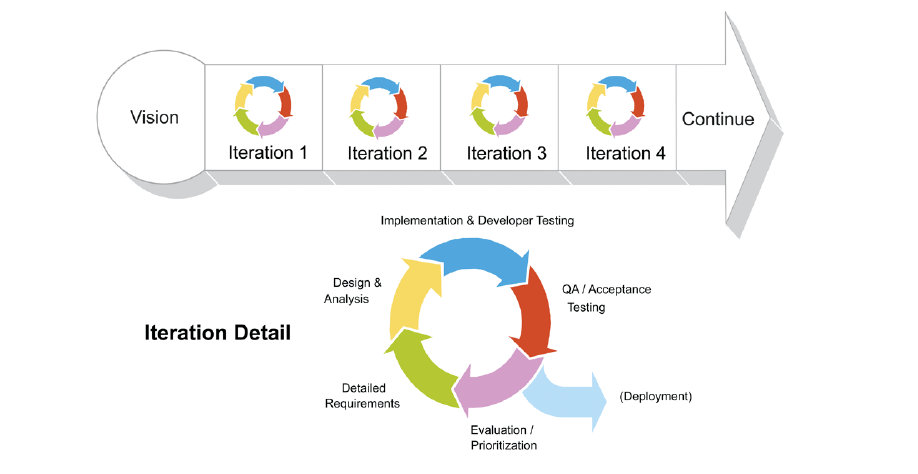 Vision
Iteration 1
Iteration 2
Iteration 3
Iteration 4
Continue
Implementation & Developer Testing
Design &
Analysis
QA / Acceptance
Testing
Iteration Detail
Detailed
Requirements
(Deployment)
Evaluation /
Prioritization